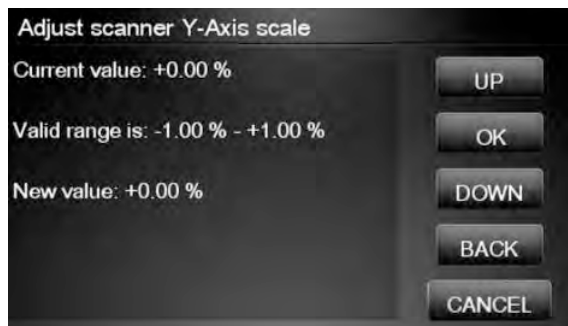 Adjust scanner Y-Axis scale
Current value: +0.00 %
Valid range is: -1.00 % - +1.00 %
New value: +0.00 %
UP
OK
DOWN
BACK
CANCEL